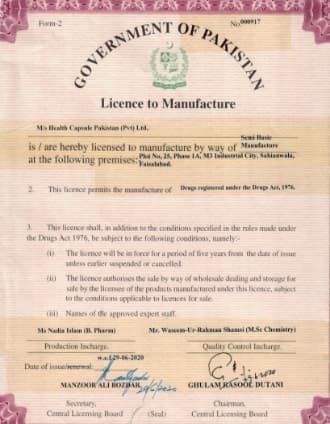 Form-2
No.000917
GOVERNMENT OF PAKISTAN
Licence to Manufacture
M/s Health Capsule Pakistan (Pvt) Ltd.
is / are hereby licensed to manufacture by way of Semi Basic Manufacture
at the following premises: Plot No, 25, Phase 1A, M3 Industrial City, Sahianwala, Faisalabad.
2. This licence permits the manufacture of Drugs registered under the Drugs Act, 1976.
3. This licence shall, in addition to the conditions specified in the rules made under
the Drugs Act 1976, be subject to the following conditions, namely:-
(i) The licence will be in force for a period of five years from the date of issue
unless earlier suspended or cancelled.
(ii) The licence authorises the sale by way of wholesale dealing and storage for
sale by the licensee of the products manufactured under this licence, subject to
the conditions applicable to licences for sale.
(iii) Names of the approved expert staff.
Ms Nadia Islam (B. Pharm) Mr. Waseem-Ur-Rahman Shamsi (M.Sc Chemistry)
Production Incharge. Quality Control Incharge.
w.e.f.29-06-2020
Date of issue/renewal:
MANZOOR ALI BOZDAR GHULAM RASOOL DUTANI
Secretary, Chairman,
Central Licensing Board (Seal) Central Licensing Board